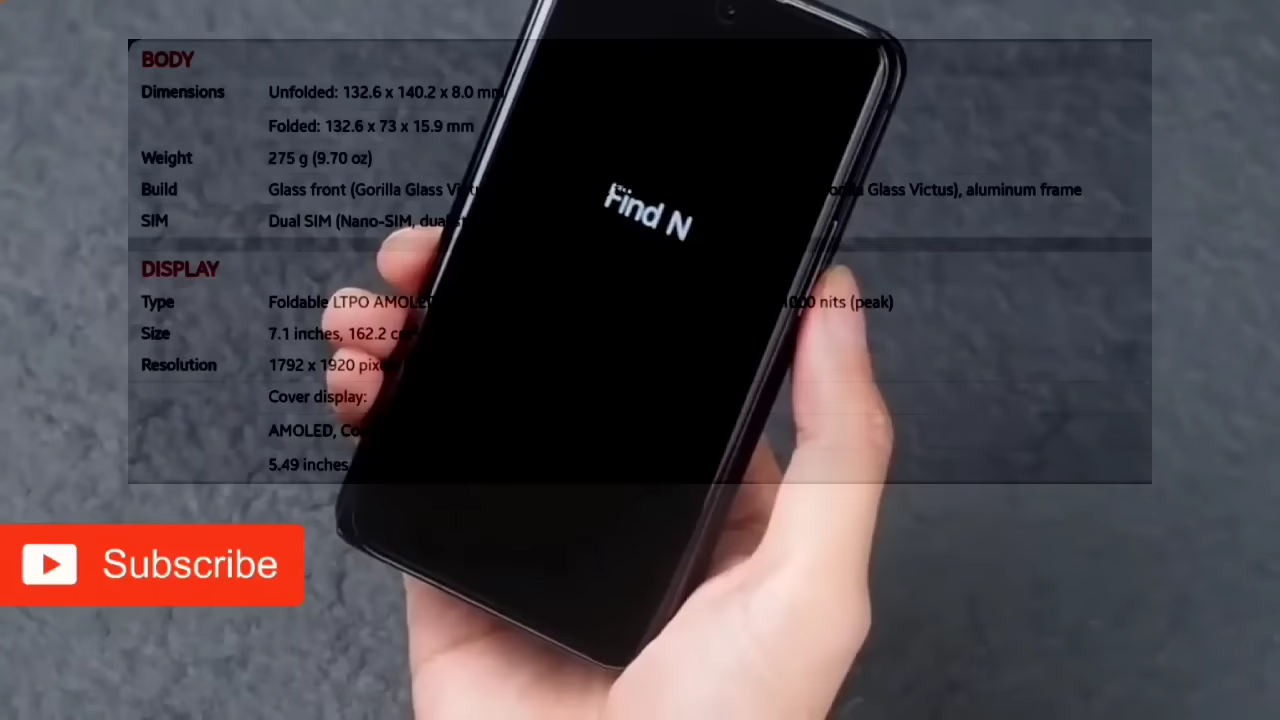 BODY
Dimensions Unfolded: 132.6 x 140.2 x 8.0 mm
Folded: 132.6 x 73 x 15.9 mm
Weight 275 g (9.70 oz)
Build Glass front (Gorilla Glass Glass Victus), aluminum frame
SIM Dual SIM (Nano-SIM,
Find N
DISPLAY
Type Foldable LTPO AMOLED 1000 nits (peak)
Size 7.1 inches, 162.2
Resolution 1792 x 1920
Cover display:
AMOLED,
5.49 inches
Subscribe